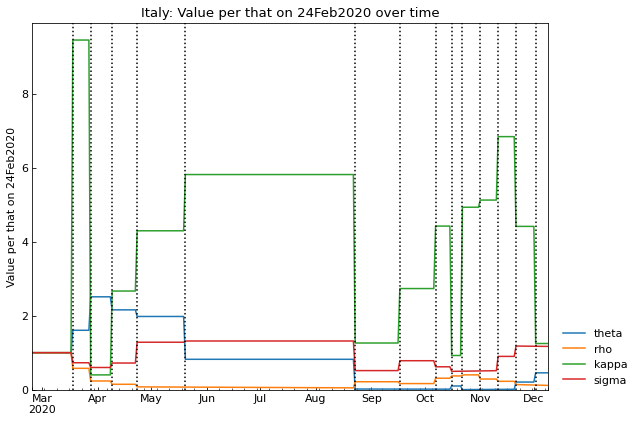 Italy: Value per that on 24Feb2020 over time
Value per that on 24Feb2020
8
6
4
2
0
Mar Apr May Jun Jul Aug Sep Oct Nov Dec
2020
theta
rho
kappa
sigma